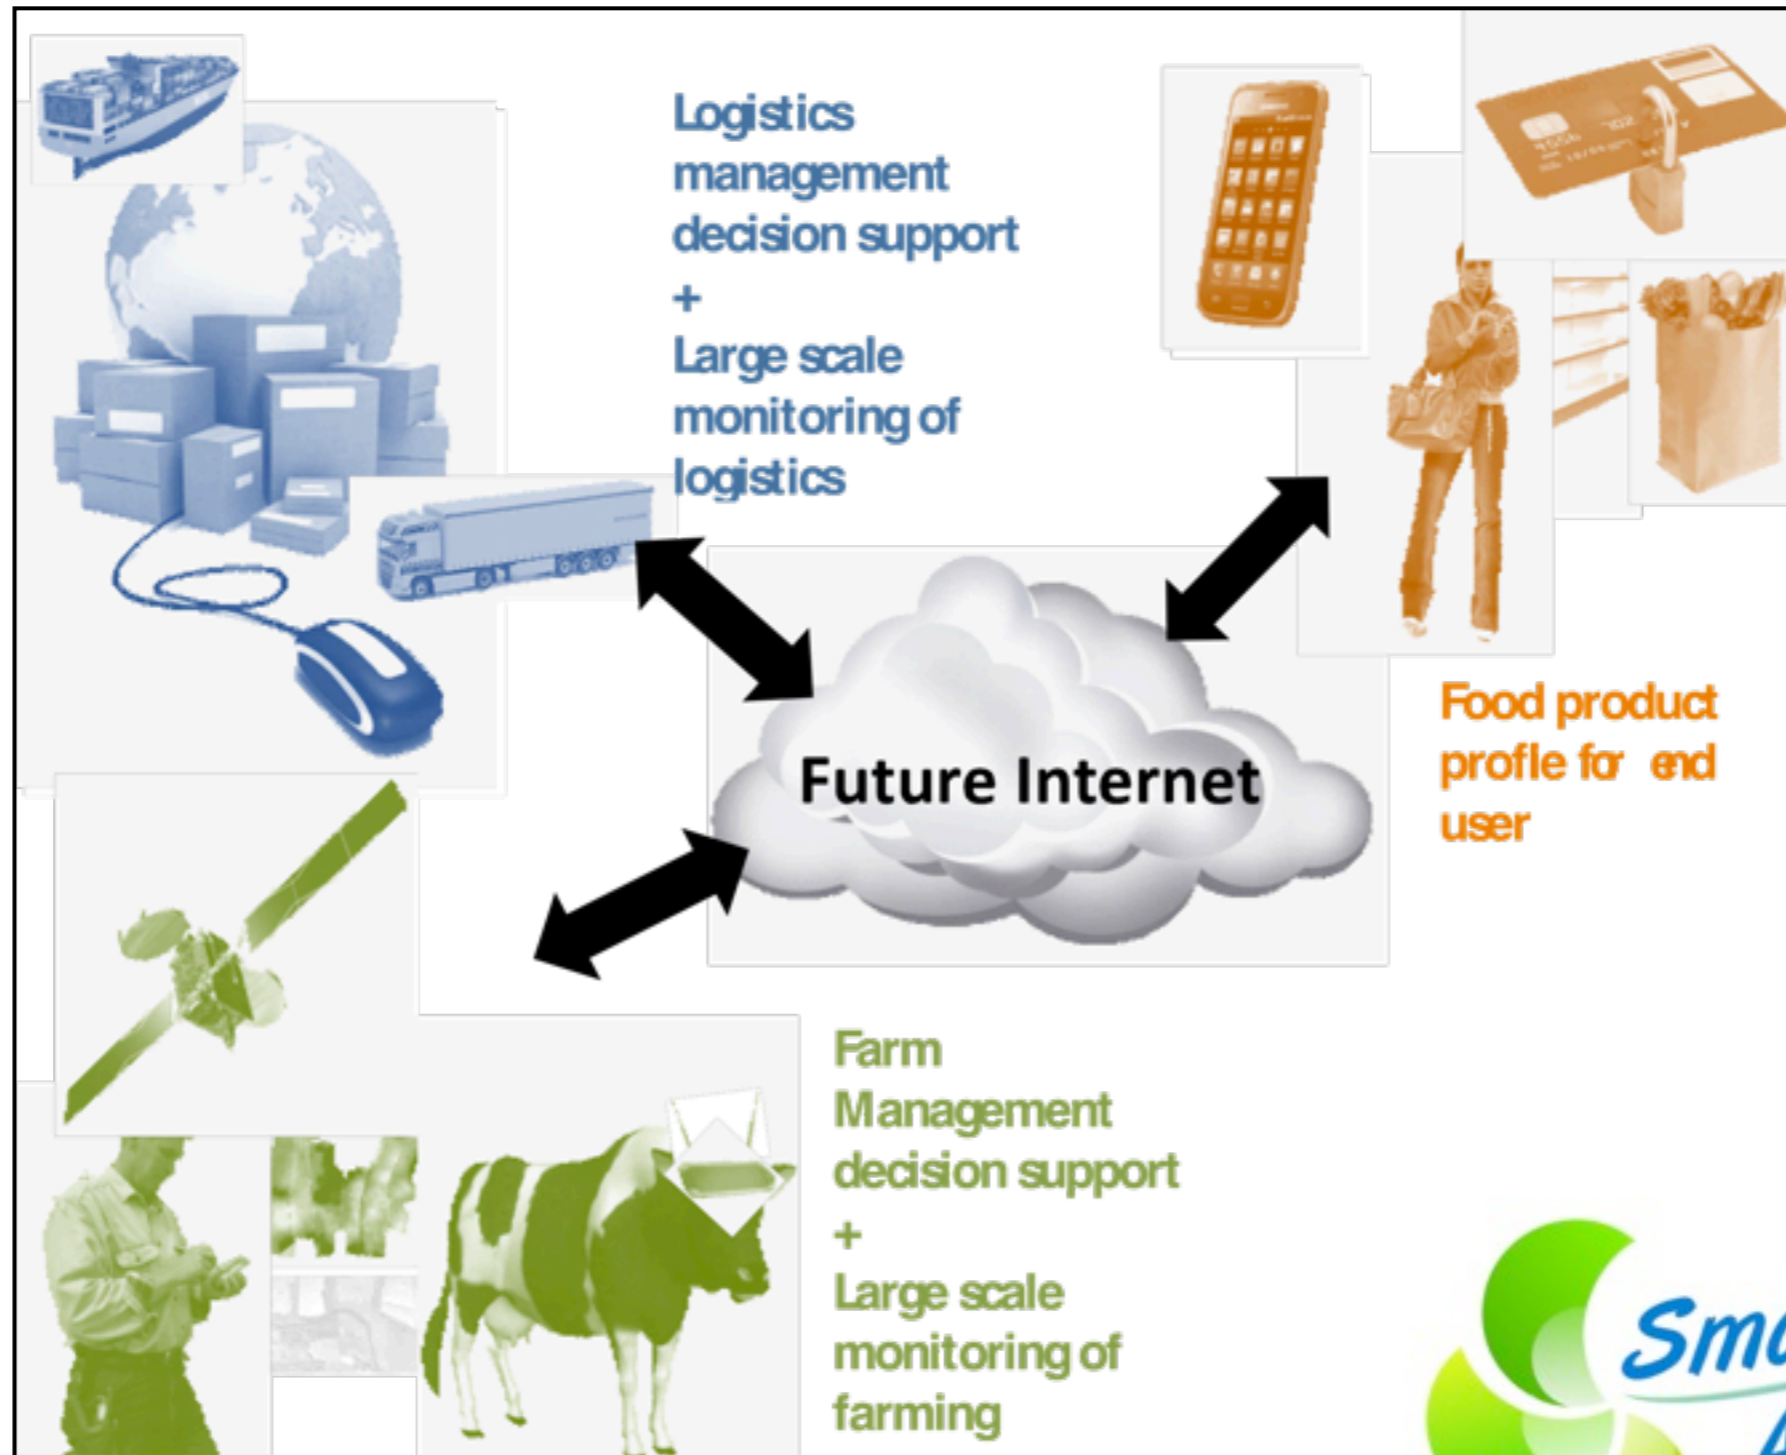 Logistics
management
decision support
+
Large scale
monitoring of
logistics
Future Internet
Food product
profle for end
user
Farm
Management
decision support
+
Large scale
monitoring of
farming